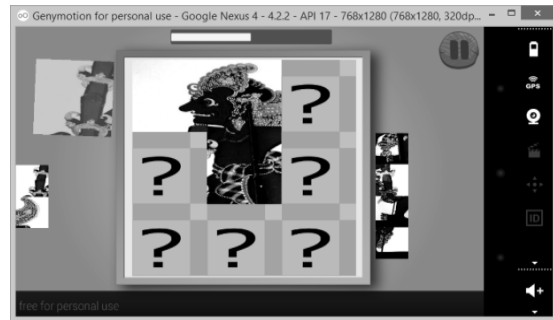 Genymotion for personal use - Google Nexus 4 - 4.2.2 - API 17 - 768x1280 (768x1280, 320dp...
GPS
?
? ?
? ? ?
ID
free for personal use